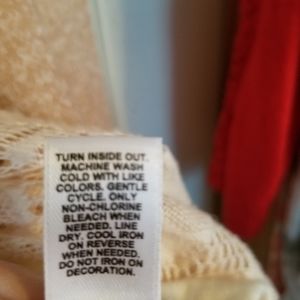 TURN INSIDE OUT.
MACHINE WASH
COLD WITH LIKE
COLORS. GENTLE
CYCLE. ONLY
NON-CHLORINE
BLEACH WHEN
NEEDED. LINE
DRY. COOL IRON
ON REVERSE
WHEN NEEDED.
DO NOT IRON ON
DECORATION.